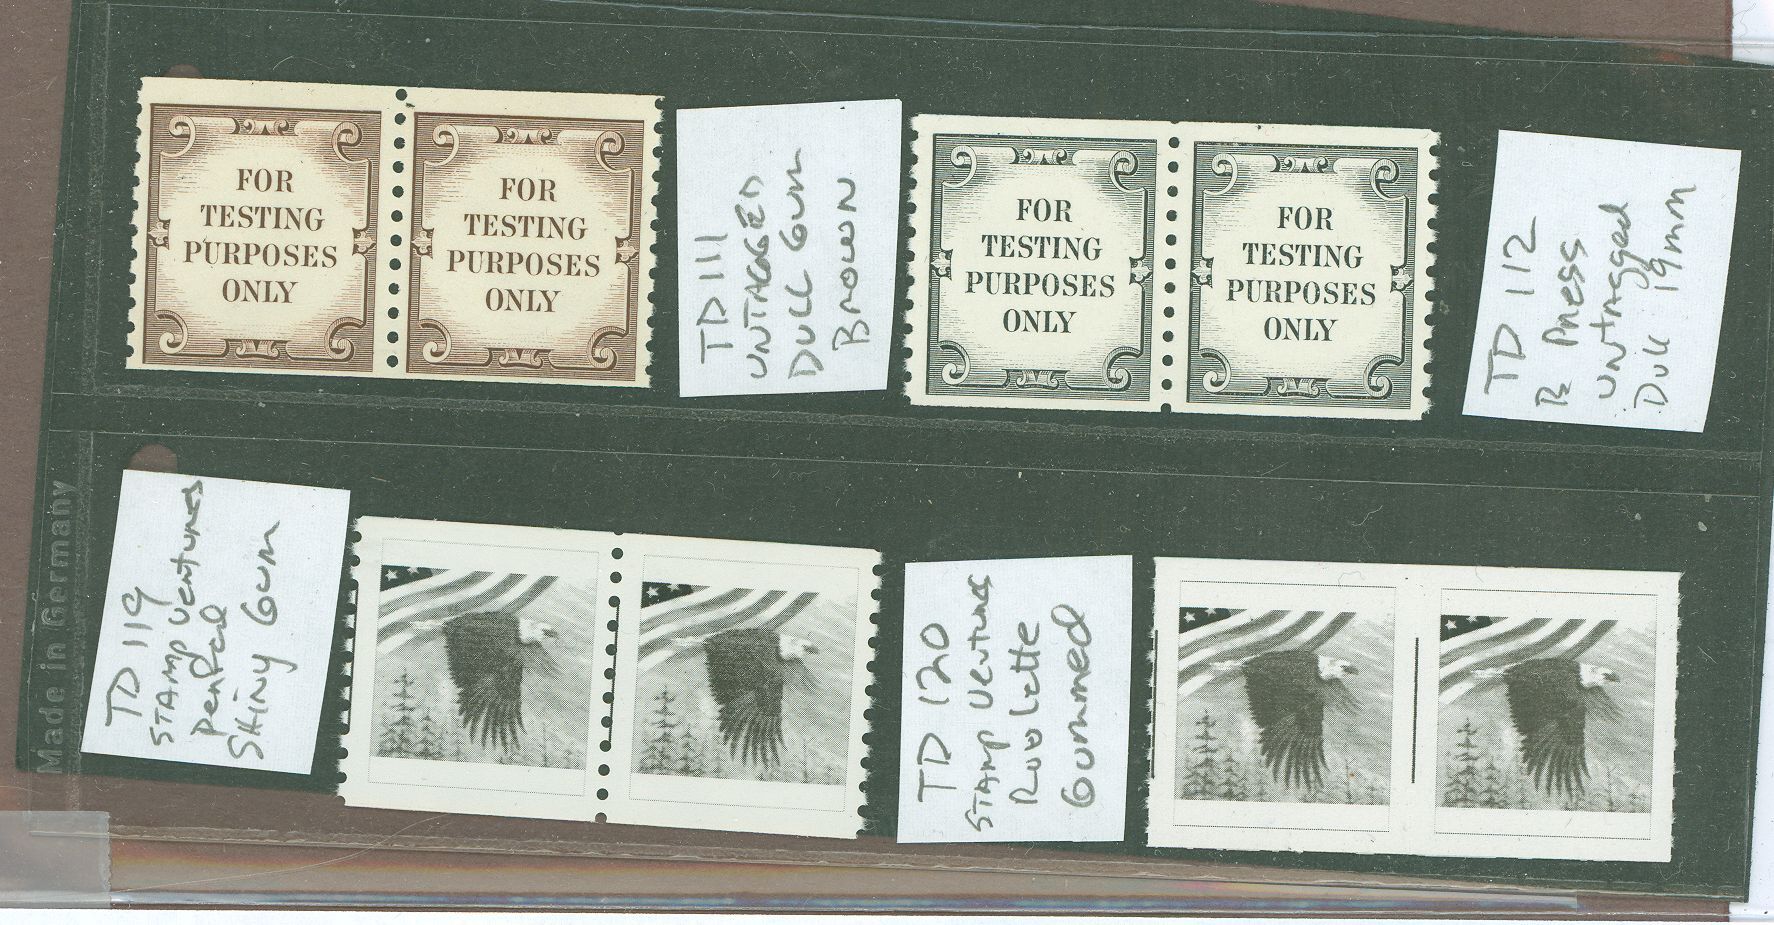 FOR
TESTING
PURPOSES
ONLY
FOR
TESTING
PURPOSES
ONLY
TD 111
UNTAGGED
DULL GUM
BROWN
FOR
TESTING
PURPOSES
ONLY
FOR
TESTING
PURPOSES
ONLY
TD 112
B Press
untagged
Dull 19mm
TD 119
STAMP Ventures
Perfed
SHiny Gum
TD 120
STAMP Ventures
Roulette
Gummed
Made in Germany